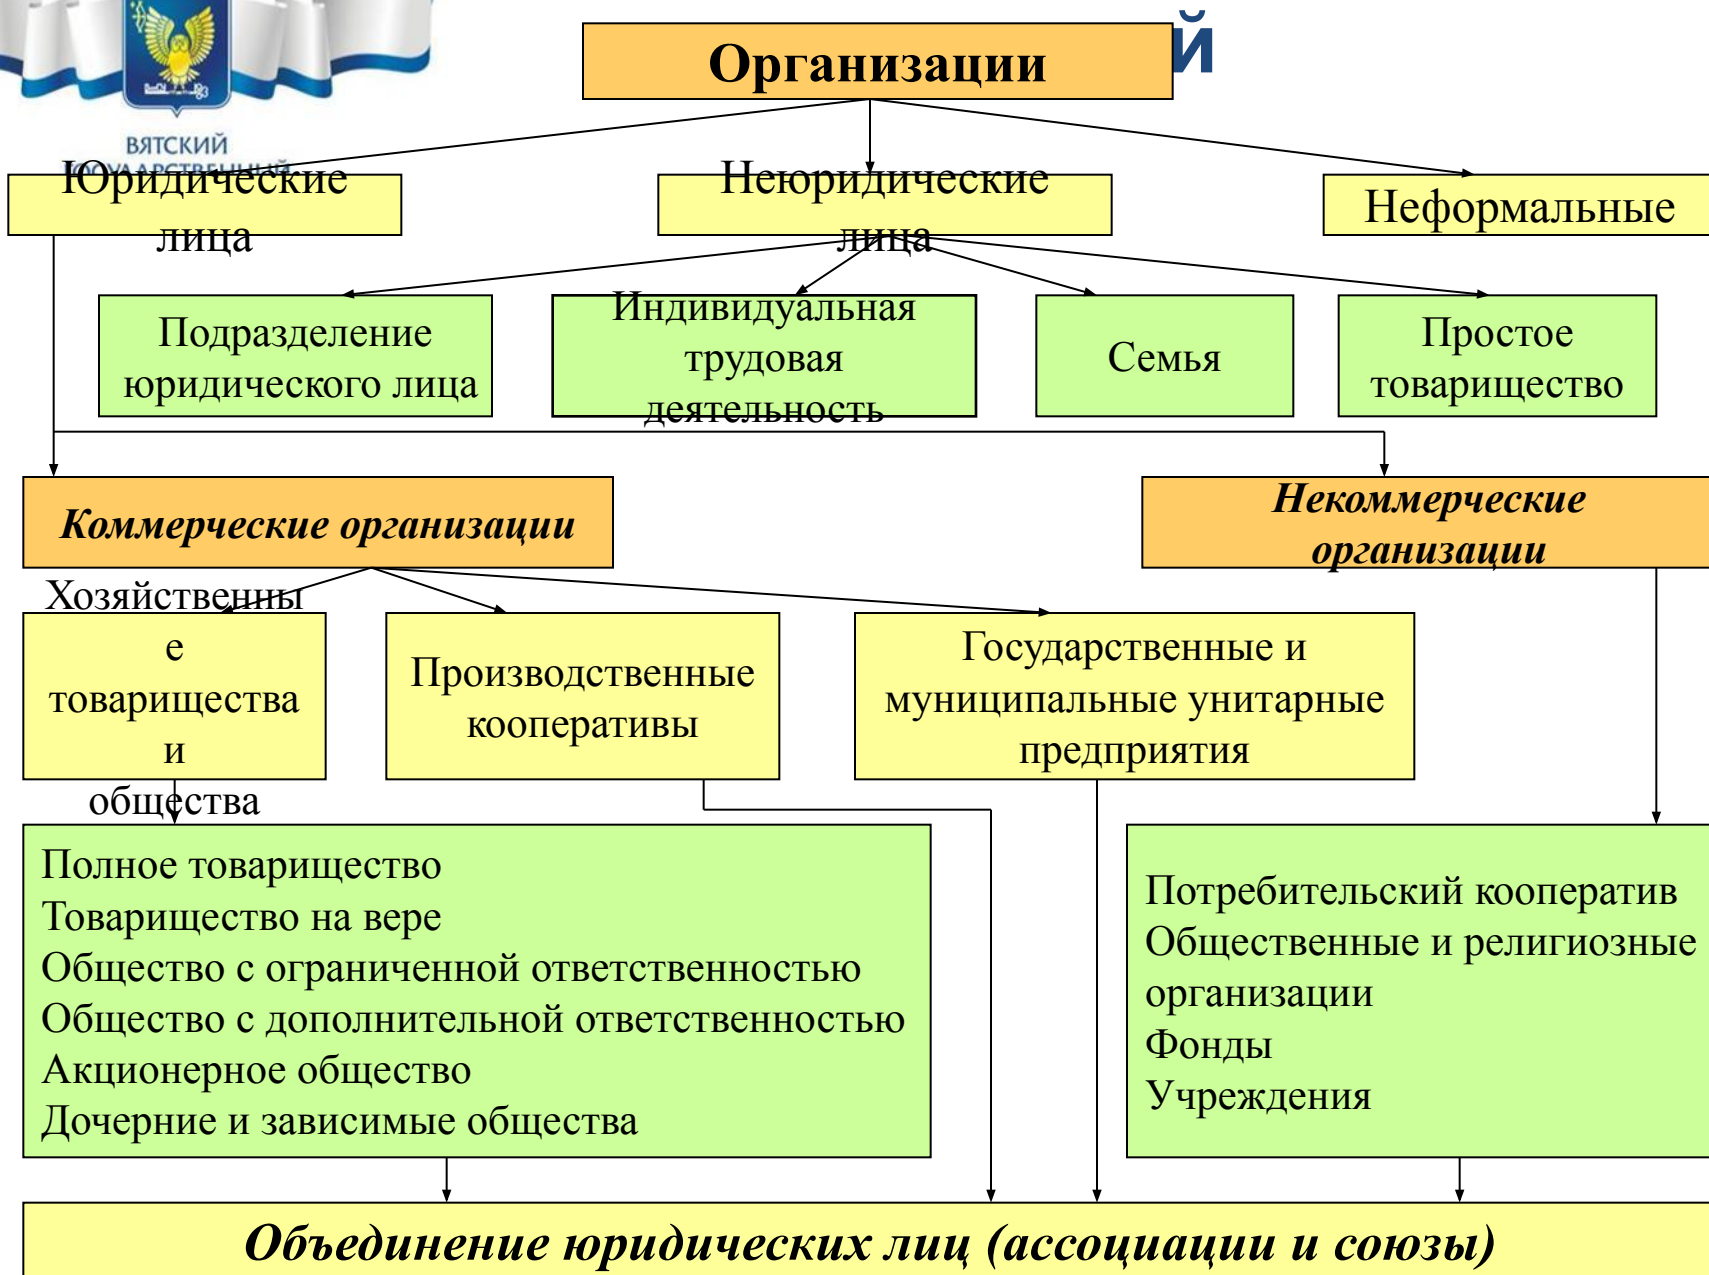 й
Организации
ВЯТСКИЙ
ГОСУДАРСТВЕННЫЙ
Юридические
лица
Неюридические
лица
Неформальные
Подразделение
юридического лица
Индивидуальная
трудовая
деятельность
Семья
Простое
товарищество
Коммерческие организации
Некоммерческие
организации
Хозяйственны
е
товарищества
и
общества
Производственные
кооперативы
Государственные и
муниципальные унитарные
предприятия
Полное товарищество
Товарищество на вере
Общество с ограниченной ответственностью
Общество с дополнительной ответственностью
Акционерное общество
Дочерние и зависимые общества
Потребительский кооператив
Общественные и религиозные
организации
Фонды
Учреждения
Объединение юридических лиц (ассоциации и союзы)